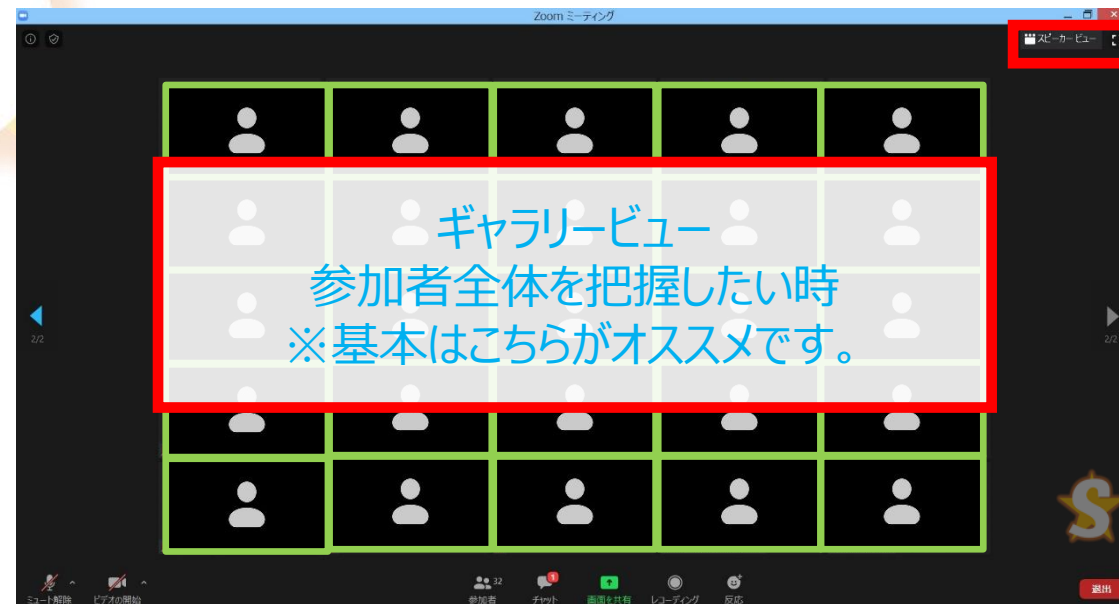 Zoom ミーティング
スピーカー ビュー
ギャラリービュー
参加者全体を把握したい時
※基本はこちらがオススメです。
2/2
2/2
ミュート解除
ビデオの開始
32
参加者
1
チャット
画面を共有
レコーディング
反応
退出
S